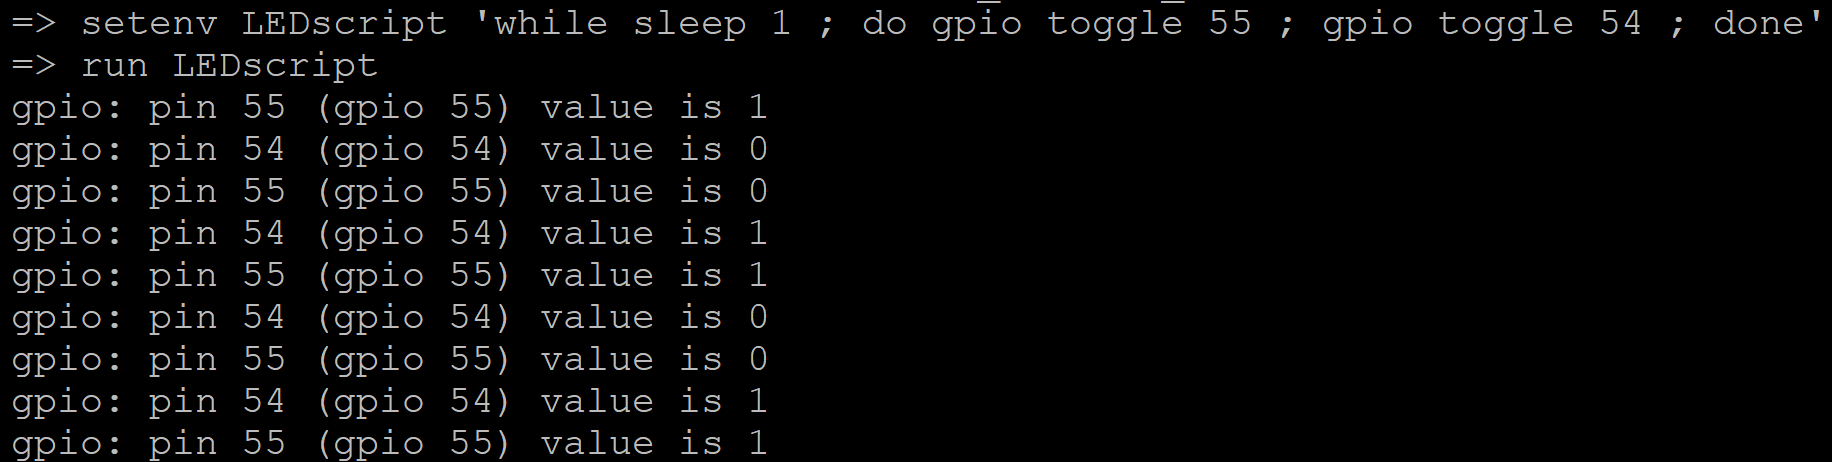 => setenv LEDscript 'while sleep 1 ; do gpio toggle 55 ; gpio toggle 54 ; done'
=> run LEDscript
gpio: pin 55 (gpio 55) value is 1
gpio: pin 54 (gpio 54) value is 0
gpio: pin 55 (gpio 55) value is 0
gpio: pin 54 (gpio 54) value is 1
gpio: pin 55 (gpio 55) value is 1
gpio: pin 54 (gpio 54) value is 0
gpio: pin 55 (gpio 55) value is 0
gpio: pin 54 (gpio 54) value is 1
gpio: pin 55 (gpio 55) value is 1